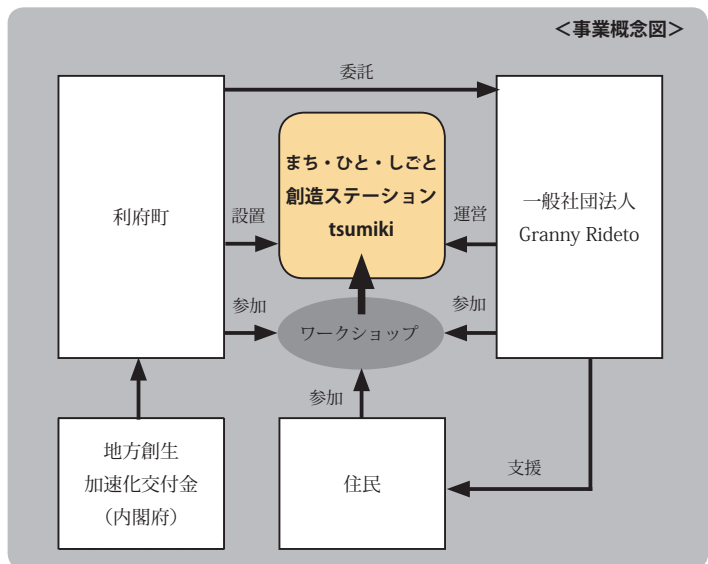 ＜事業概念図＞
委託
まち・ひと・しごと
創造ステーション
tsumiki
利府町
設置
運営
一般社団法人
Granny Rideto
参加
参加
ワークショップ
参加
地方創生
加速化交付金
（内閣府）
住民
支援